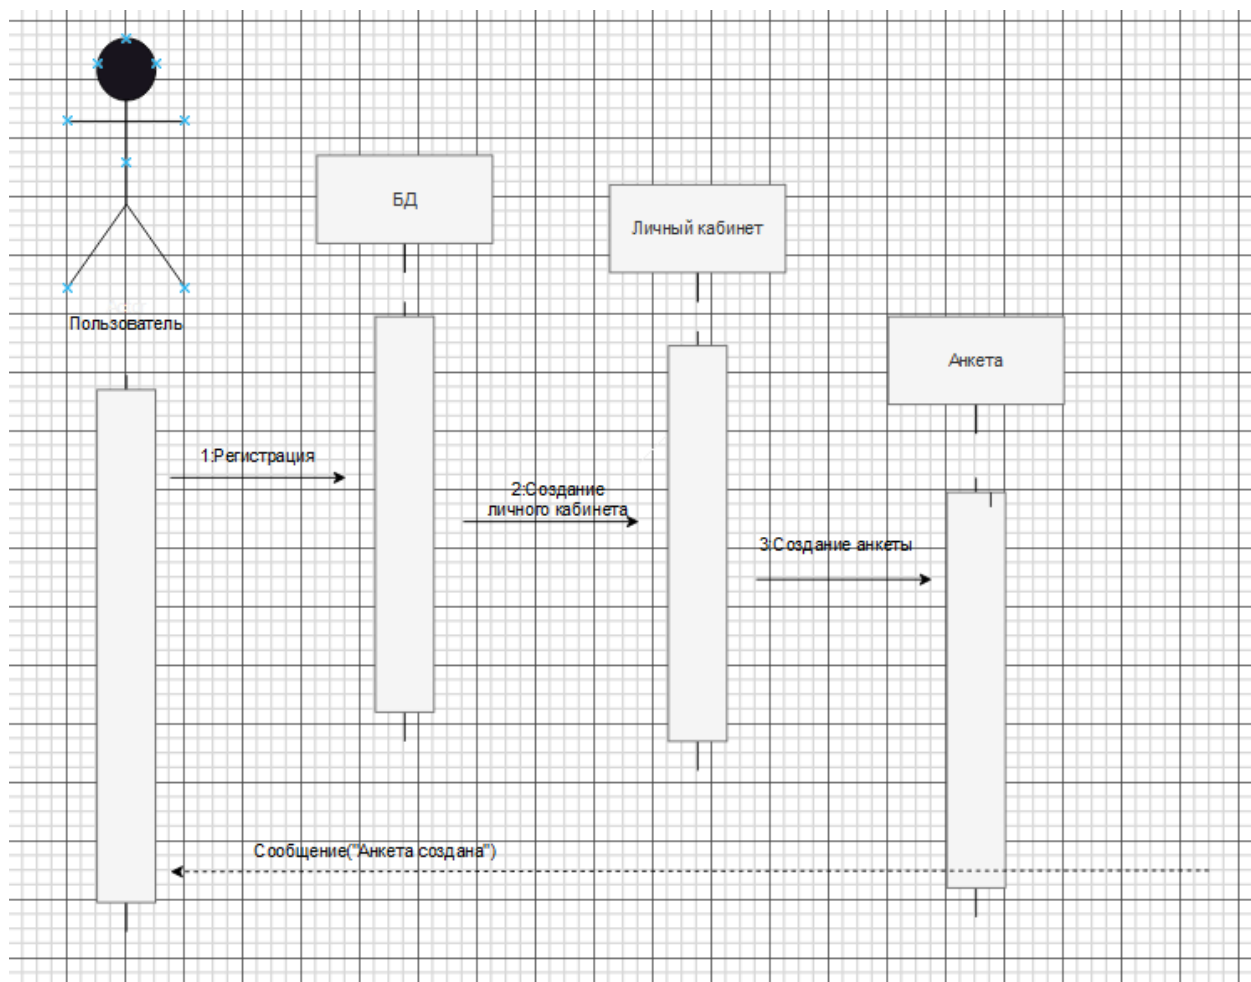 БД
Личный кабинет
Пользователь
Анкета
1:Регистрация
2:Создание
личного кабинета
3:Создание анкеты
Сообщение("Анкета создана")